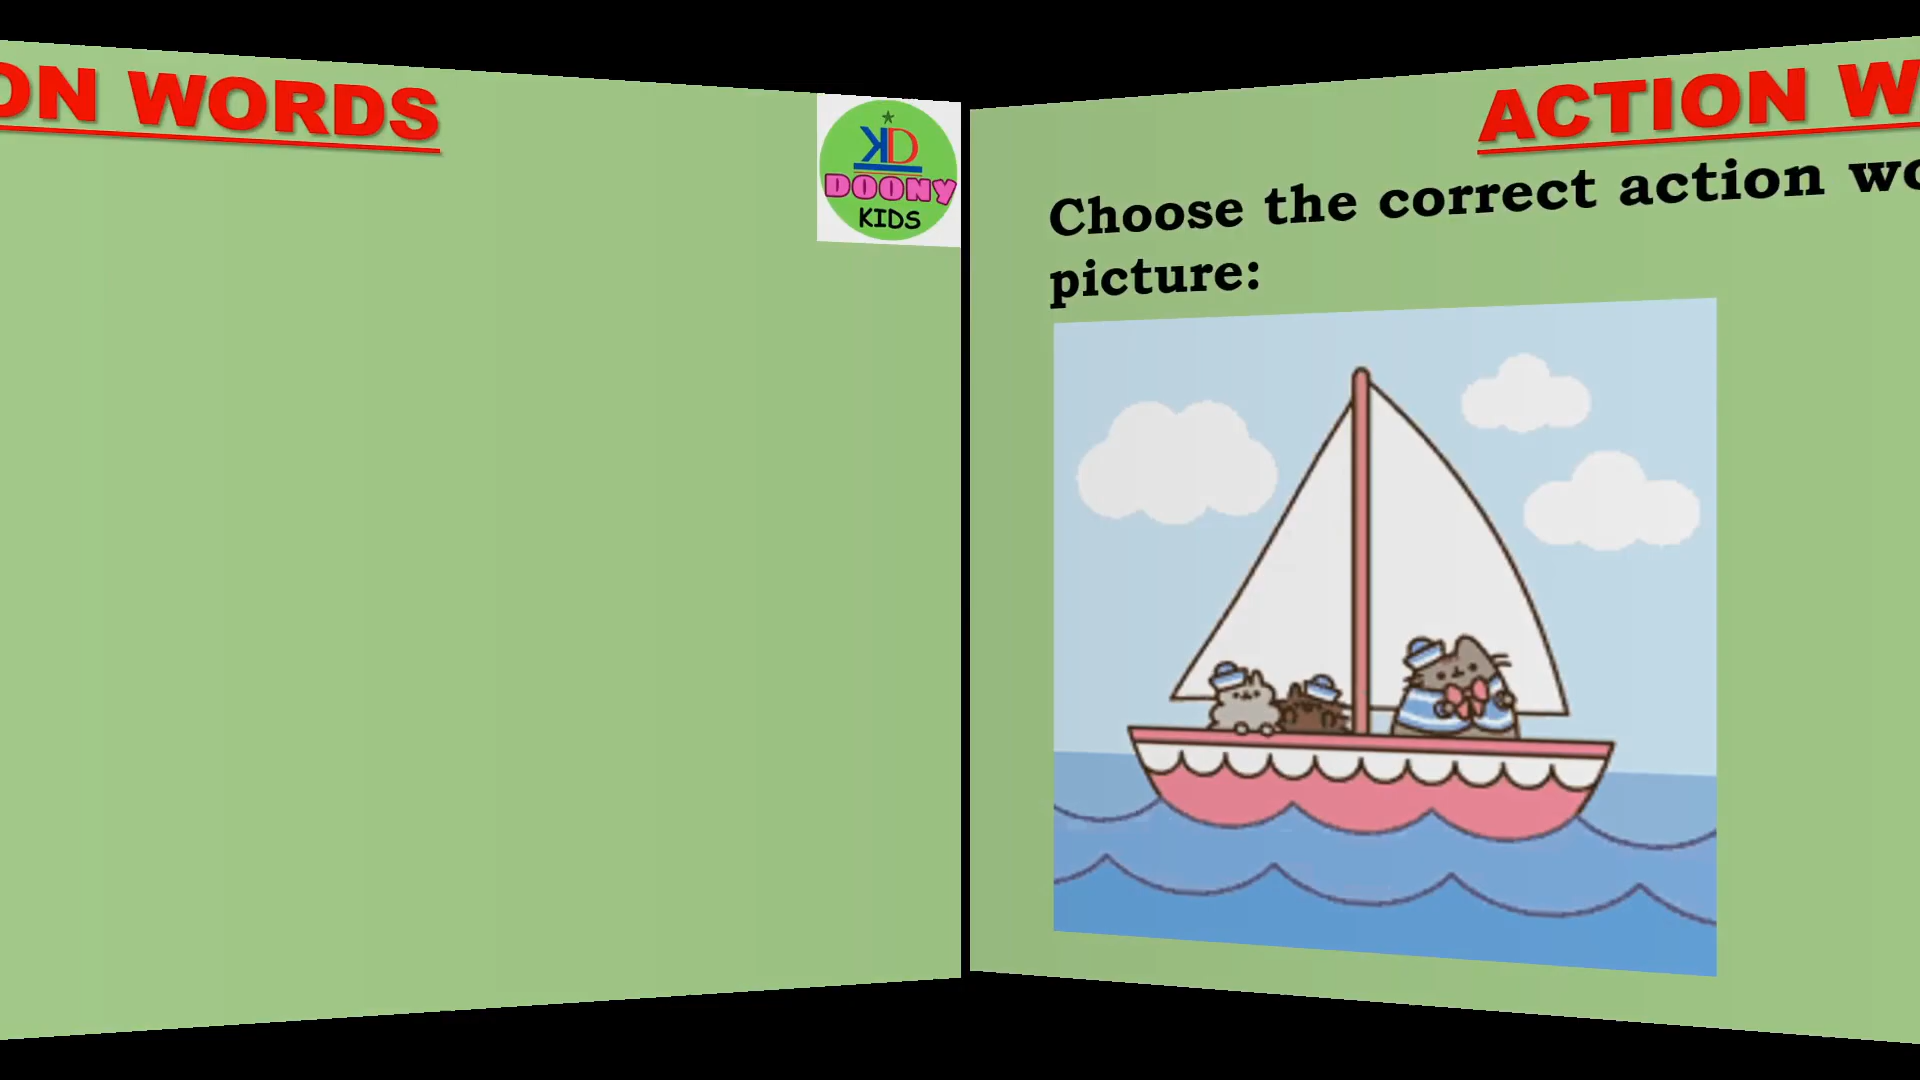 ON WORDS
KD
DOONY
KIDS
ACTION W
Choose the correct action wo
picture: